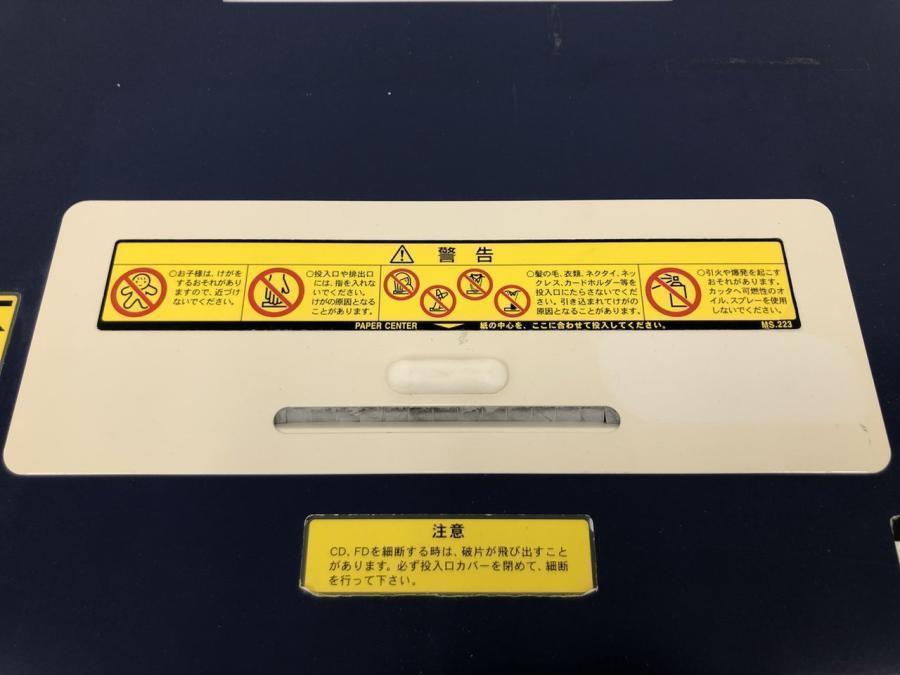 警告
○お子様は、けがを
するおそれがあり
ますので、近づけ
ないでください。
○投入口や排出口
には、指を入れな
いでください。
けがの原因となる
ことがあります。
○髪の毛、衣類、ネクタイ、ネッ
クレス、カードホルダー等を
投入口にたらさないでくだ
さい。引き込まれてけがの
原因となることがあります。
○引火や爆発を起こす
おそれがあります。
カッタへ可燃性のオ
イル、スプレーを使用
しないでください。
PAPER CENTER 紙の中心を、ここに合わせて投入してください。 MS.223
注意
CD、FDを細断する時は、破片が飛び出すこと
があります。必ず投入口カバーを閉めて、細断
を行って下さい。